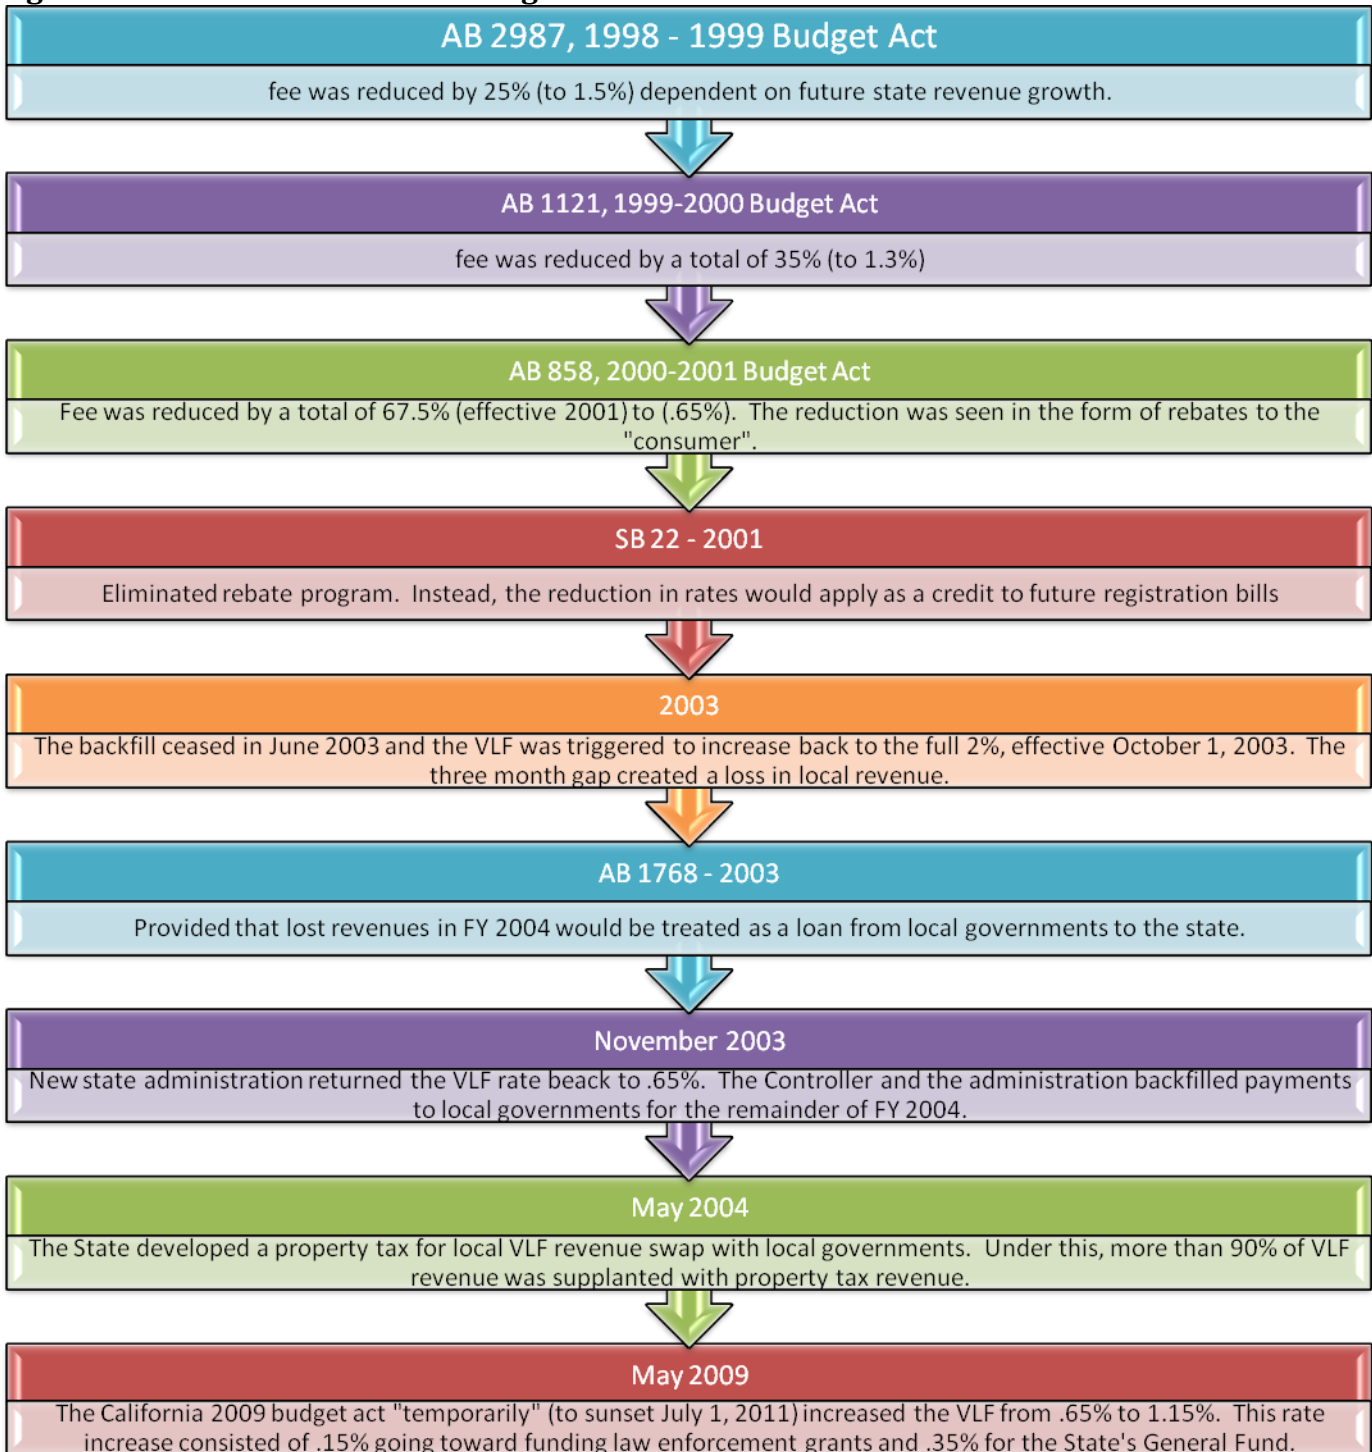 AB 2987, 1998 - 1999 Budget Act
fee was reduced by 25% (to 1.5%) dependent on future state revenue growth.
AB 1121, 1999-2000 Budget Act
fee was reduced by a total of 35% (to 1.3%)
AB 858, 2000-2001 Budget Act
Fee was reduced by a total of 67.5% (effective 2001) to (.65%). The reduction was seen in the form of rebates to the
"consumer".
SB 22 - 2001
Eliminated rebate program. Instead, the reduction in rates would apply as a credit to future registration bills
2003
The backfill ceased in June 2003 and the VLF was triggered to increase back to the full 2%, effective October 1, 2003. The
three month gap created a loss in local revenue.
AB 1768 - 2003
Provided that lost revenues in FY 2004 would be treated as a loan from local governments to the state.
November 2003
New state administration returned the VLF rate beack to .65%. The Controller and the administration backfilled payments
to local governments for the remainder of FY 2004.
May 2004
The State developed a property tax for local VLF revenue swap with local governments. Under this, more than 90% of VLF
revenue was supplanted with property tax revenue.
May 2009
The California 2009 budget act "temporarily" (to sunset July 1, 2011) increased the VLF from .65% to 1.15%. This rate
increase consisted of .15% going toward funding law enforcement grants and .35% for the State's General Fund.